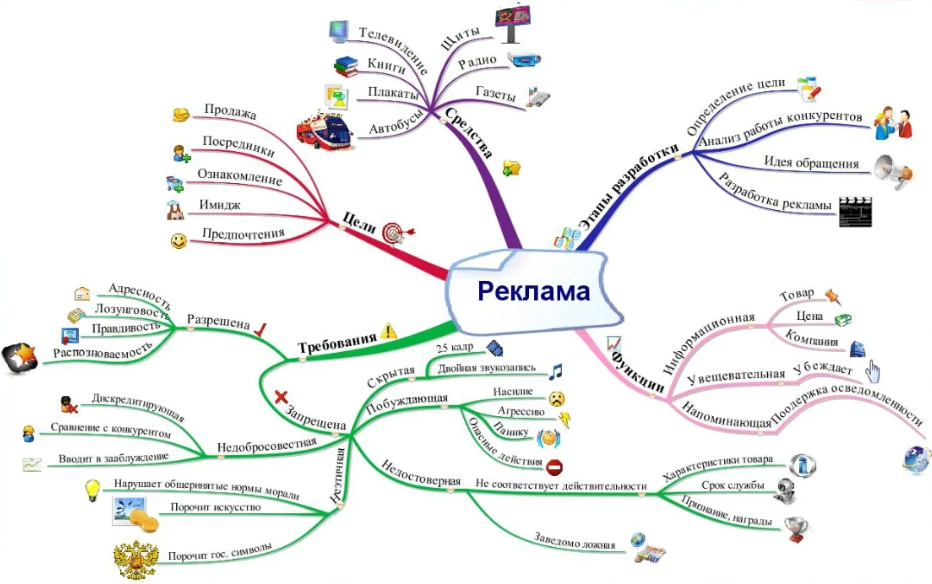 Реклама
Средства
Телевидение
Книги
Плакаты
Автобусы
Щиты
Радио
Газеты
Этапы разработки
Определение цели
Анализ работы конкурентов
Идея обращения
Разработка рекламы
Цели
Продажа
Посредники
Ознакомление
Имидж
Предпочтения
Требования
Разрешена
Адресность
Лозунговость
Правдивость
Распозноваемость
Запрещена
Скрытая
25 кадр
Двойная звукозапись
Побуждающая
Насилие
Агрессию
Панику
Опасные действия
Недобросовестная
Дискредитирующая
Сравнение с конкурентом
Вводит в зааблуждение
Неэтичная
Нарушает общеринятые нормы морали
Порочит искусство
Порочит гос. символы
Недостоверная
Не соответствует действительности
Характеристики товара
Срок службы
Признание, награды
Заведомо ложная
Функции
Информационная
Товар
Цена
Компания
Увещевательная
Убеждает
Напоминающая
Поодержка осведомленности